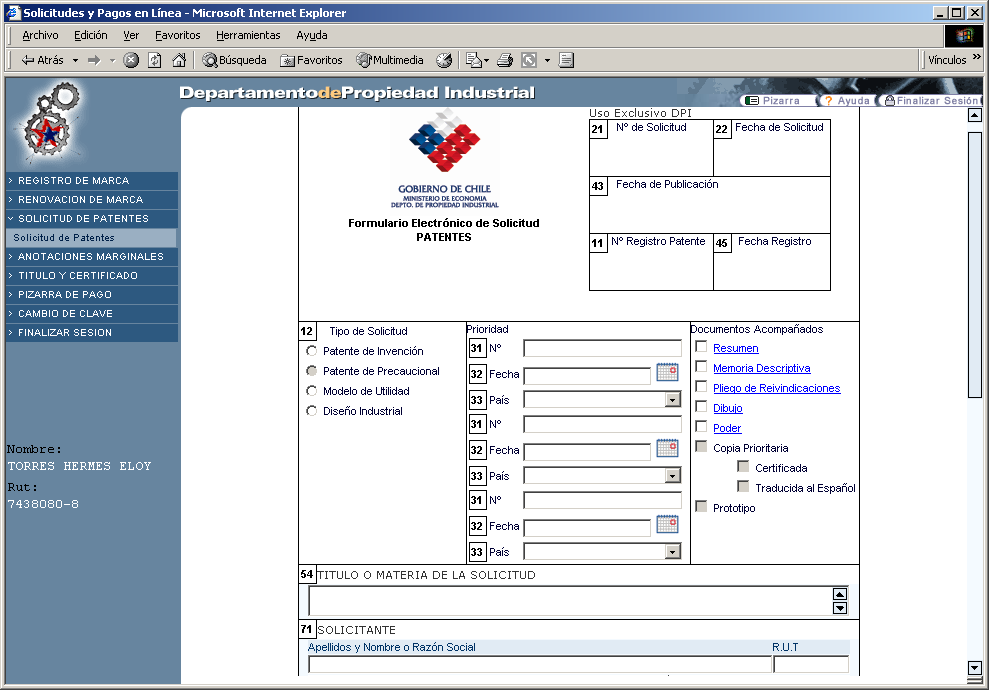 Solicitudes y Pagos en Línea - Microsoft Internet Explorer
Archivo Edición Ver Favoritos Herramientas Ayuda
Atrás Búsqueda Favoritos Multimedia Vínculos »
DepartamentodePropiedad Industrial
Pizarra ? Ayuda Finalizar Sesión
> REGISTRO DE MARCA
> RENOVACION DE MARCA
SOLICITUD DE PATENTES
Solicitud de Patentes
> ANOTACIONES MARGINALES
> TITULO Y CERTIFICADO
> PIZARRA DE PAGO
> CAMBIO DE CLAVE
> FINALIZAR SESION
Nombre:
TORRES HERMES ELOY
Rut:
7438080-8
GOBIERNO DE CHILE
MINISTERIO DE ECONOMIA
DEPTO. DE PROPIEDAD INDUSTRIAL
Formulario Electrónico de Solicitud
PATENTES
Uso Exclusivo DPI
21 Nº de Solicitud 22 Fecha de Solicitud
43 Fecha de Publicación
11 Nº Registro Patente 45 Fecha Registro
12 Tipo de Solicitud
Patente de Invención
Patente de Precaucional
Modelo de Utilidad
Diseño Industrial
Prioridad
31 Nº
32 Fecha
33 País
31 Nº
32 Fecha
33 País
31 Nº
32 Fecha
33 País
Documentos Acompañados
Resumen
Memoria Descriptiva
Pliego de Reivindicaciones
Dibujo
Poder
Copia Prioritaria
Certificada
Traducida al Español
Prototipo
54 TITULO O MATERIA DE LA SOLICITUD
71 SOLICITANTE
Apellidos y Nombre o Razón Social R.U.T